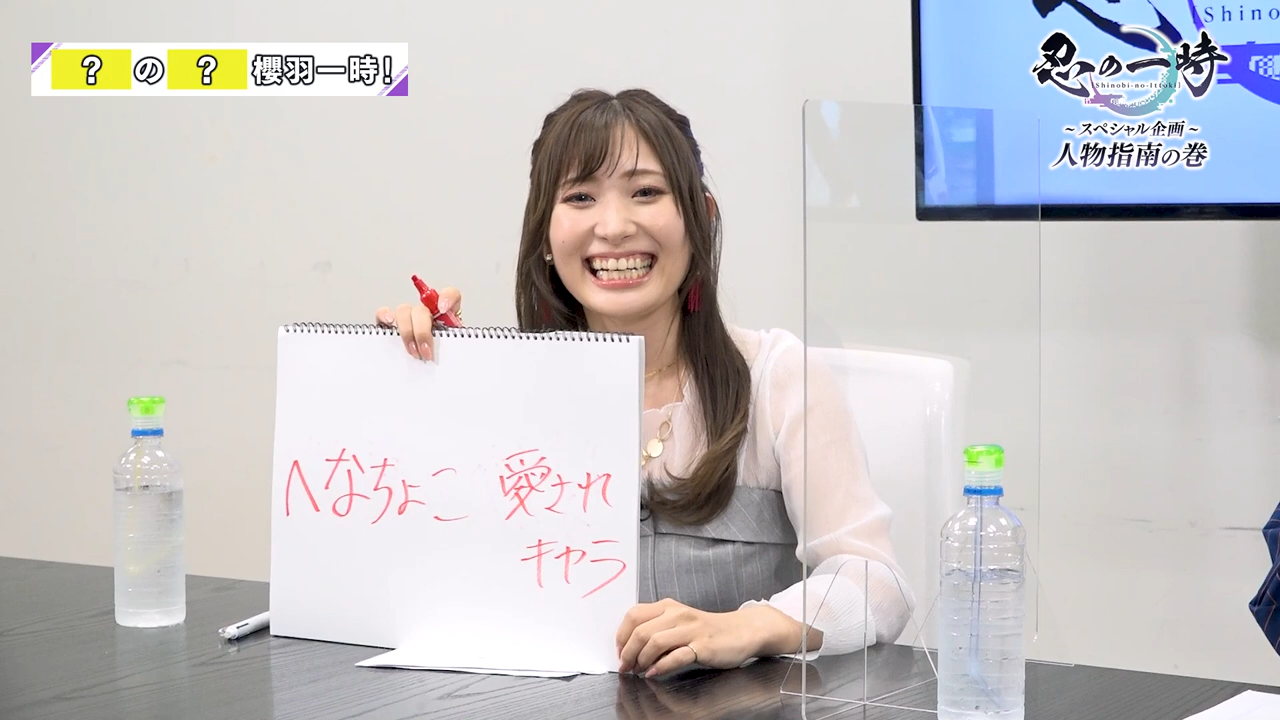 ？の？櫻羽一時！
忍の一時
Shinobi-no-Ittoki
～スペシャル企画～
人物指南の巻
Shino
へなちょこ 愛され
キャラ